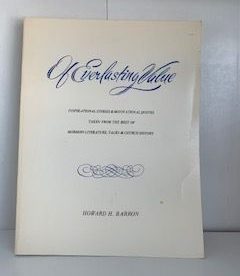 Of Everlasting Value
INSPIRATIONAL STORIES & MOTIVATIONAL QUOTES
TAKEN FROM THE BEST OF
MORMON LITERATURE, TALKS & CHURCH HISTORY
HOWARD H. BARRON